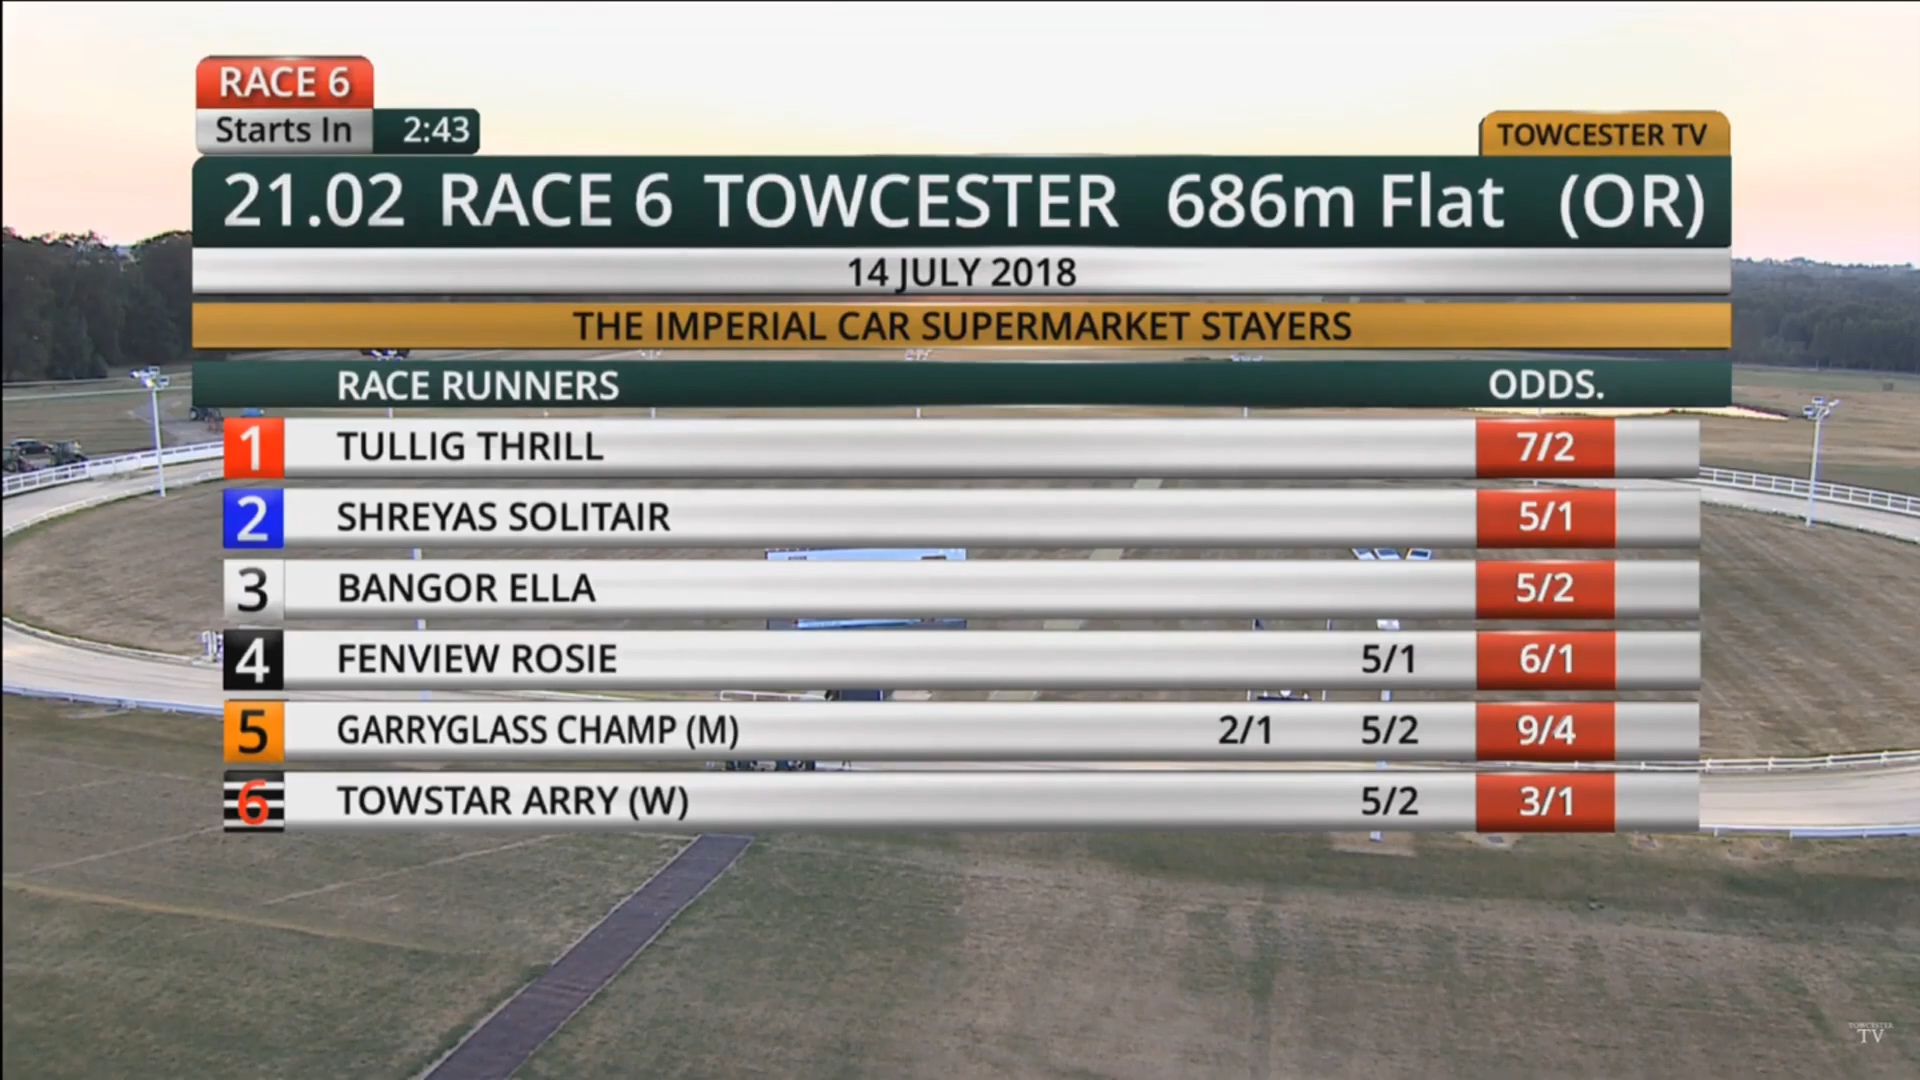 RACE 6
Starts In 2:43
TOWCESTER TV
21.02 RACE 6 TOWCESTER 686m Flat (OR)
14 JULY 2018
THE IMPERIAL CAR SUPERMARKET STAYERS
RACE RUNNERS ODDS.
1 TULLIG THRILL 7/2
2 SHREYAS SOLITAIR 5/1
3 BANGOR ELLA 5/2
4 FENVIEW ROSIE 5/1 6/1
5 GARRYGLASS CHAMP (M) 2/1 5/2 9/4
6 TOWSTAR ARRY (W) 5/2 3/1
TOWCESTER
TV